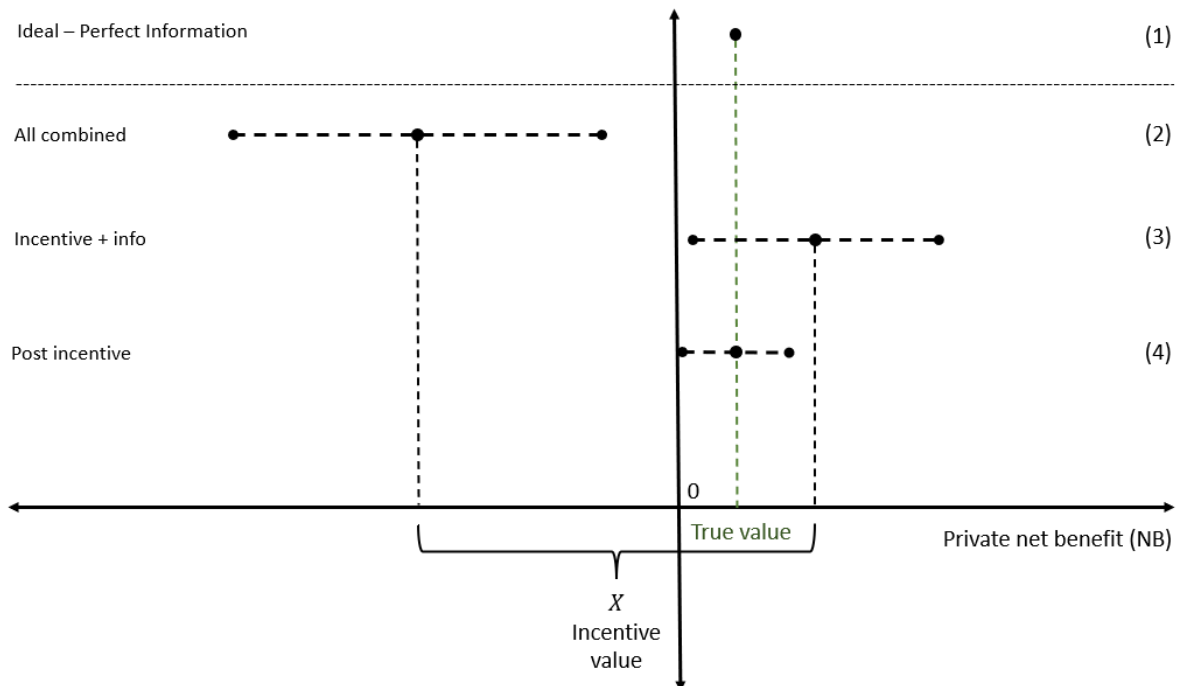 Ideal – Perfect Information
(1)
All combined
(2)
Incentive + info
(3)
Post incentive
(4)
0
True value
Private net benefit (NB)
X
Incentive
value